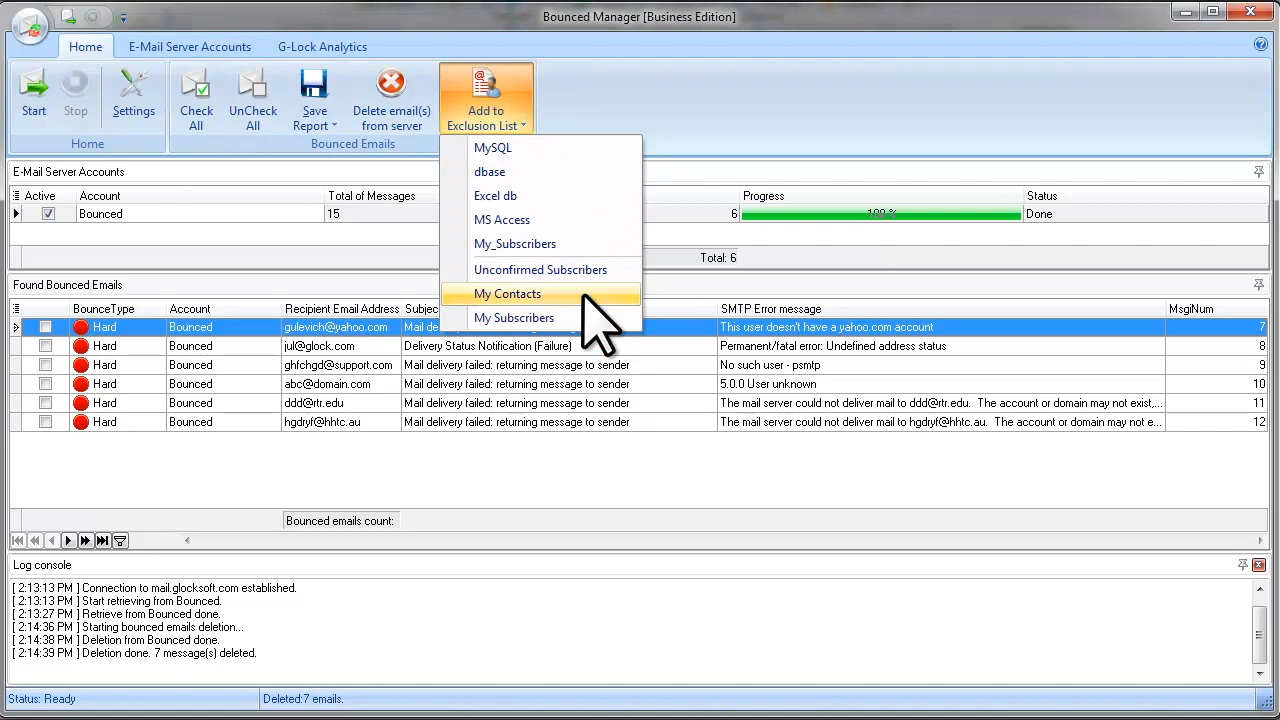 Bounced Manager [Business Edition]
Home
E-Mail Server Accounts
G-Lock Analytics
Start
Stop
Settings
Check
All
UnCheck
All
Save
Report
Delete email(s)
from server
Add to
Exclusion List
Home
Bounced Emails
MySQL
dbase
Excel db
MS Access
My_Subscribers
Unconfirmed Subscribers
My Contacts
My Subscribers
E-Mail Server Accounts
Active Account Total of Messages Progress Status
Bounced 15 6 100 % Done
Total: 6
Found Bounced Emails
BounceType Account Recipient Email Address Subjec SMTP Error message MsgiNum
Hard Bounced gulevich@yahoo.com Mail de This user doesn't have a yahoo.com account 7
Hard Bounced jul@glock.com Delivery Status Notification (Failure) Permanent/fatal error: Undefined address status 8
Hard Bounced ghfchgd@support.com Mail delivery failed: returning message to sender No such user - psmtp 9
Hard Bounced abc@domain.com Mail delivery failed: returning message to sender 5.0.0 User unknown 10
Hard Bounced ddd@rtr.edu Mail delivery failed: returning message to sender The mail server could not deliver mail to ddd@rtr.edu. The account or domain may not exist,... 11
Hard Bounced hgdryf@hhtc.au Mail delivery failed: returning message to sender The mail server could not deliver mail to hgdryf@hhtc.au. The account or domain may not e... 12
Bounced emails count:
Log console
[ 2:13:13 PM ] Connection to mail.glocksoft.com established.
[ 2:13:13 PM ] Start retrieving from Bounced.
[ 2:13:27 PM ] Retrieve from Bounced done.
[ 2:14:36 PM ] Starting bounced emails deletion...
[ 2:14:38 PM ] Deletion from Bounced done.
[ 2:14:39 PM ] Deletion done. 7 message(s) deleted.
Status: Ready
Deleted:7 emails.